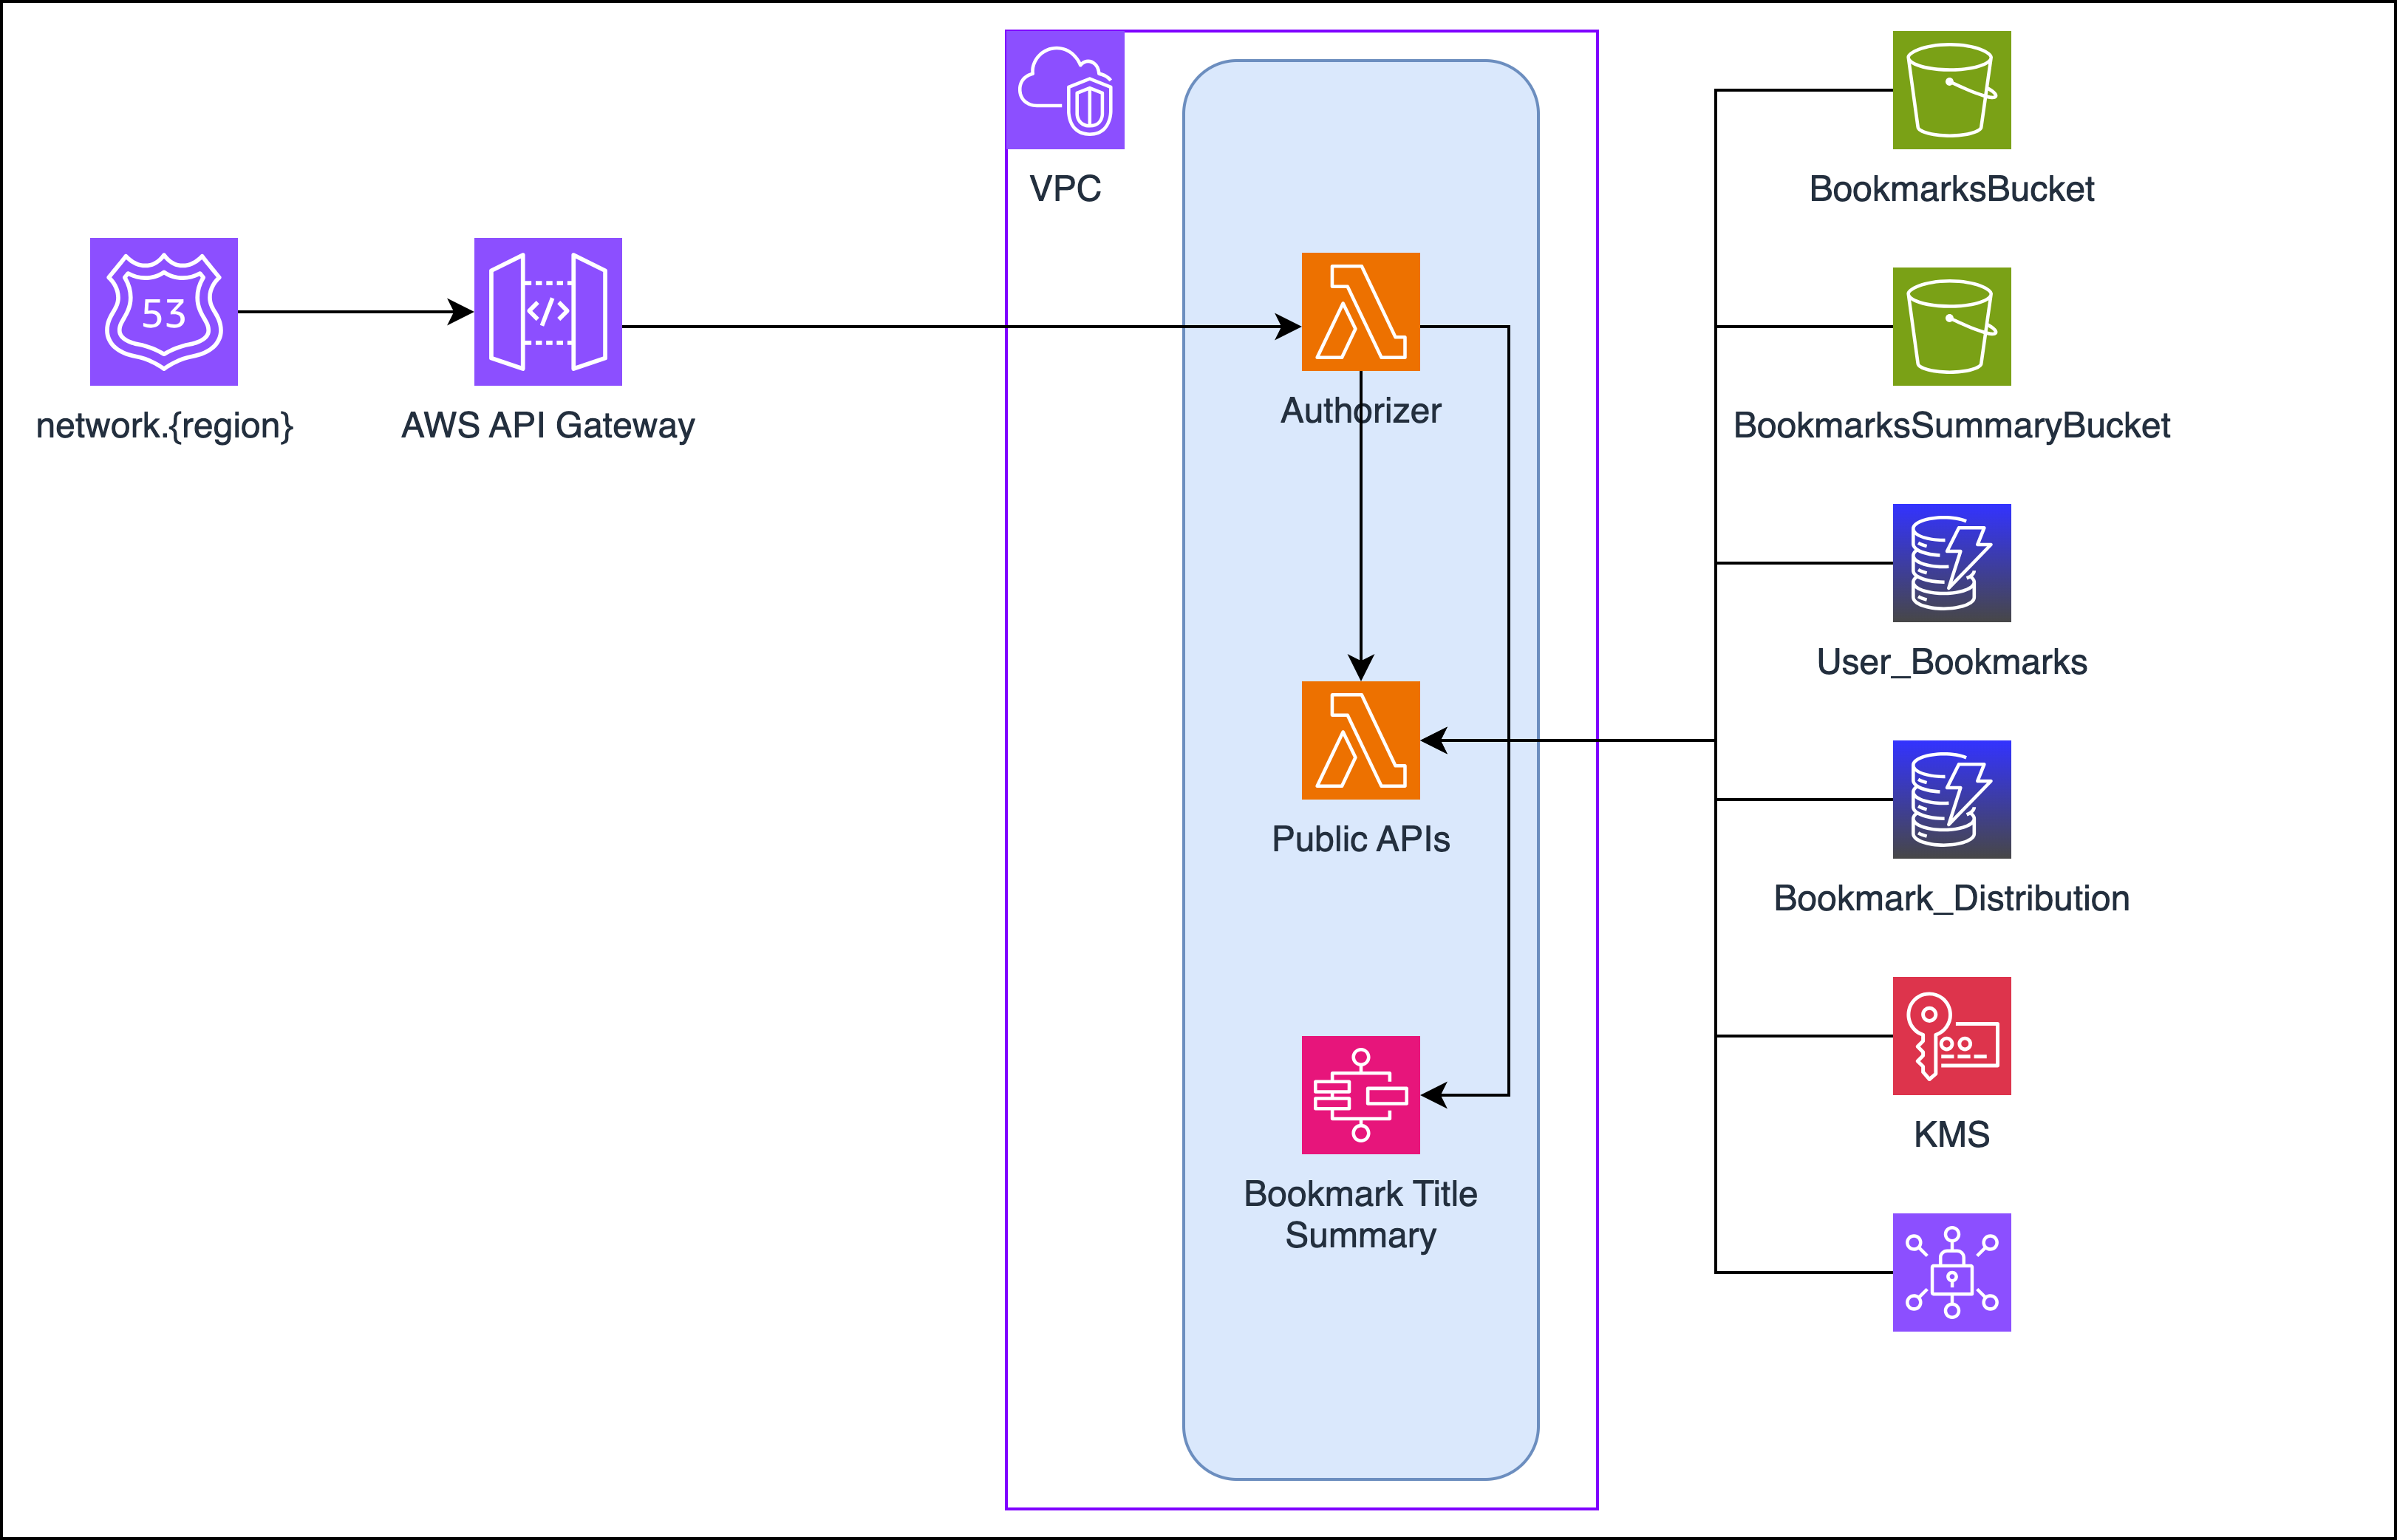 53
network.{region}
</>
AWS API Gateway
VPC
Authorizer
Public APIs
Bookmark Title
Summary
BookmarksBucket
BookmarksSummaryBucket
User_Bookmarks
Bookmark_Distribution
KMS